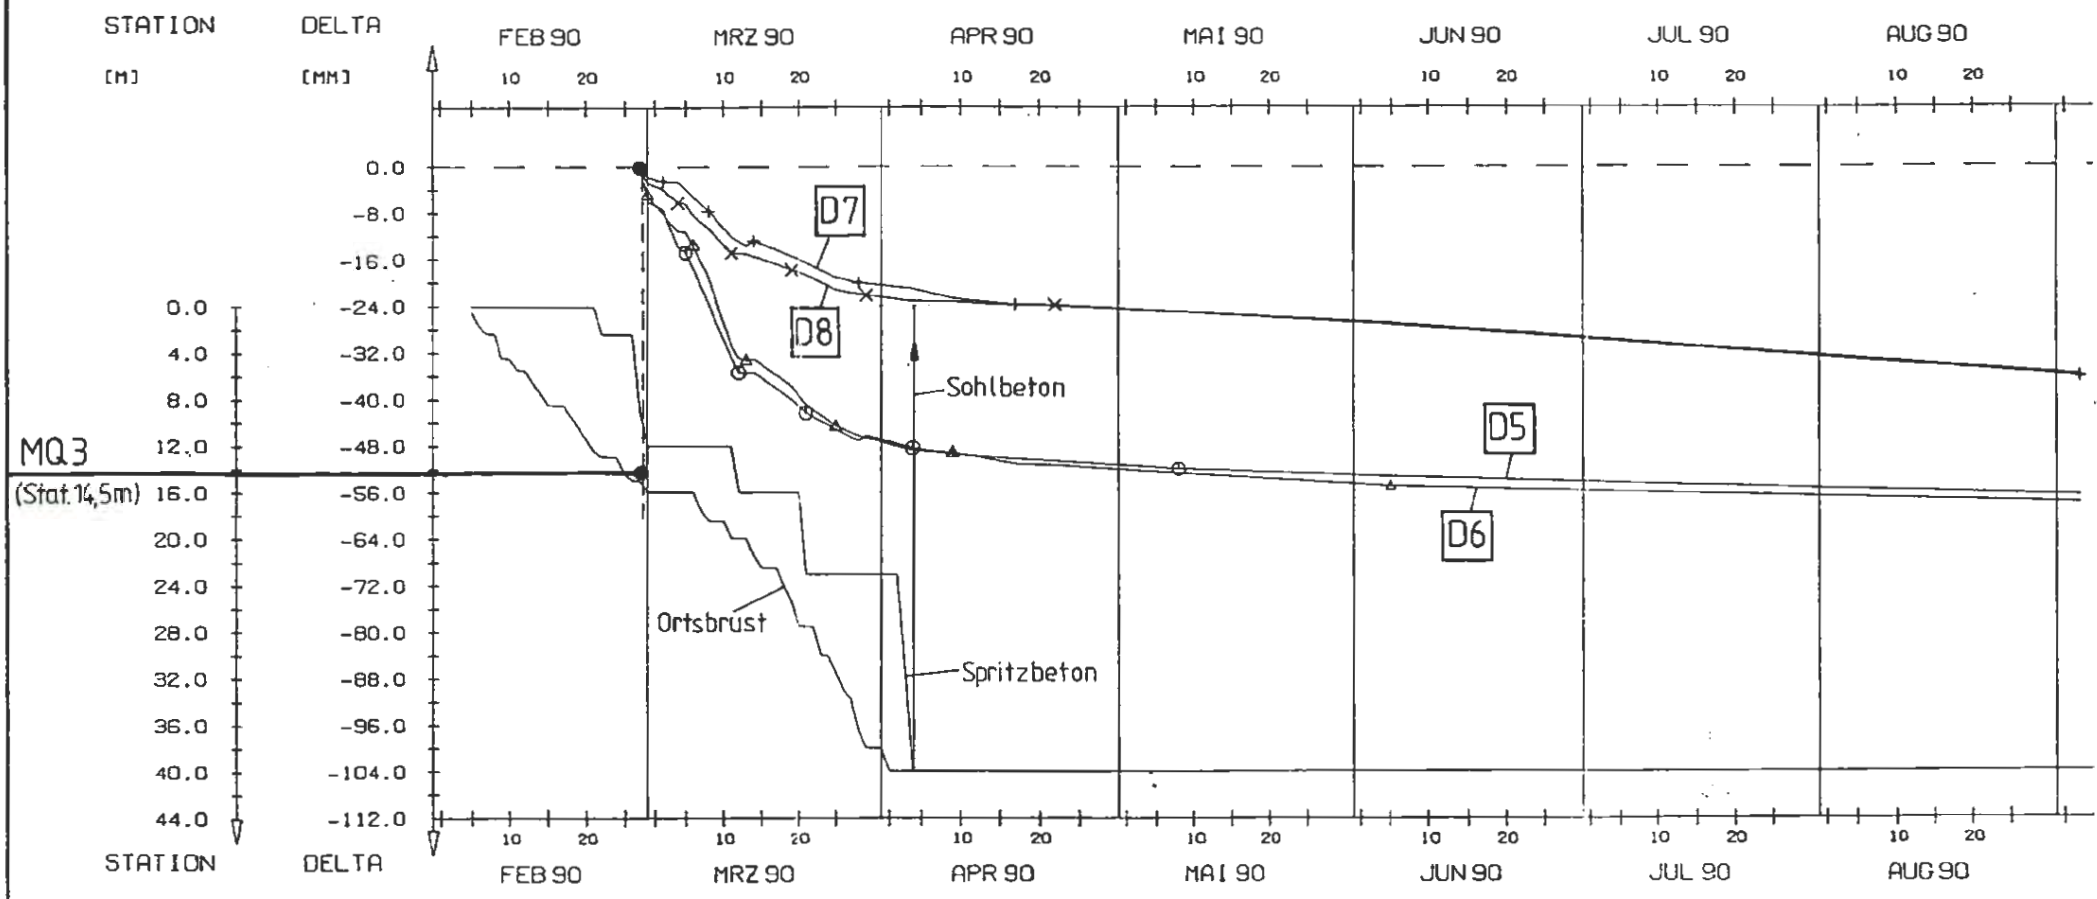 STATION DELTA FEB 90 MRZ 90 APR 90 MAI 90 JUN 90 JUL 90 AUG 90
[M] [MM] 10 20 10 20 10 20 10 20 10 20 10 20 10 20
0.0
-8.0
D7
-16.0
0.0 -24.0
D8
4.0 -32.0
Sohlbeton
8.0 -40.0
D5
MQ3 12.0 -48.0
(Stat.14,5m) 16.0 -56.0
D6
20.0 -64.0
24.0 -72.0
Ortsbrust
28.0 -80.0
32.0 -88.0 Spritzbeton
36.0 -96.0
40.0 -104.0
44.0 -112.0
10 20 10 20 10 20 10 20 10 20 10 20 10 20
STATION DELTA FEB 90 MRZ 90 APR 90 MAI 90 JUN 90 JUL 90 AUG 90